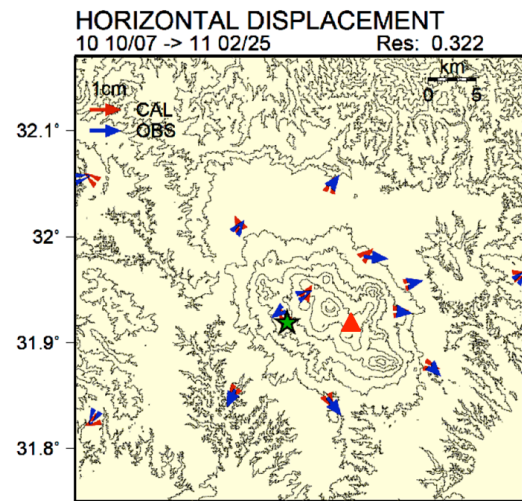 HORIZONTAL DISPLACEMENT
10 10/07 -> 11 02/25 Res: 0.322
km
0 5
1cm
CAL
OBS
32.1°
32°
31.9°
31.8°